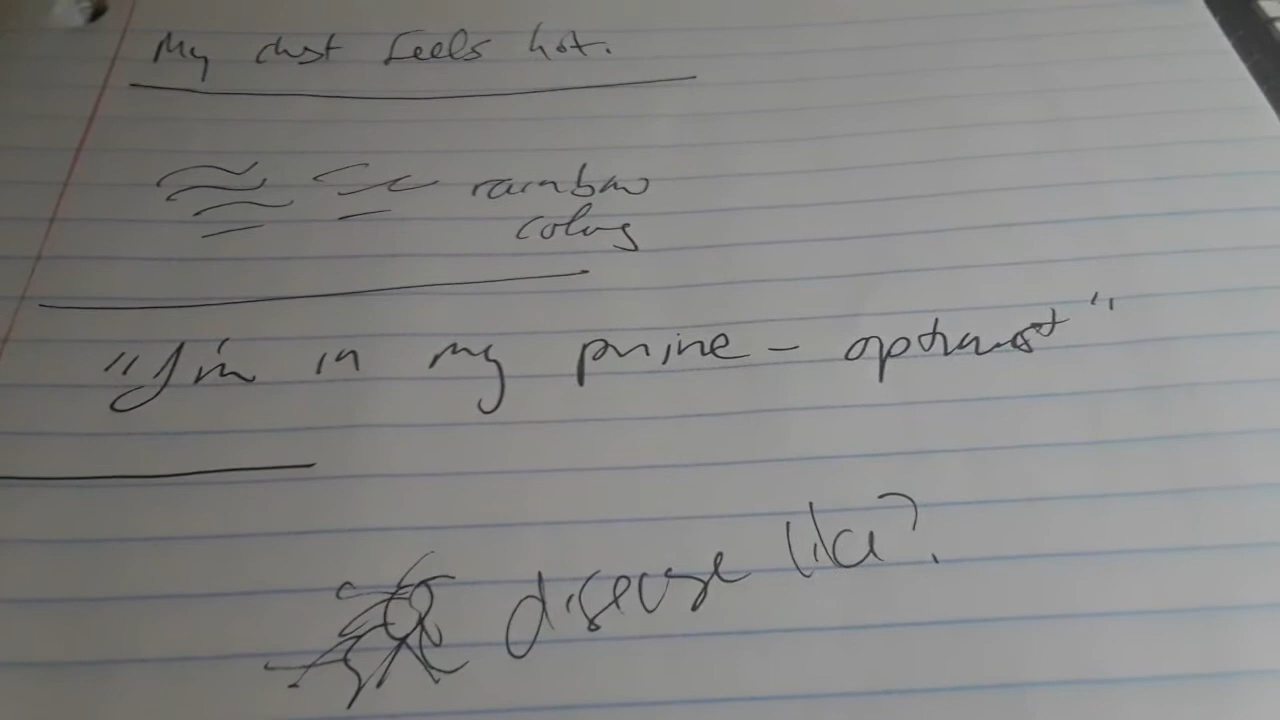 My chest feels hot.
rainbow
colors
"I'm in my prime - optimist"
disease like?